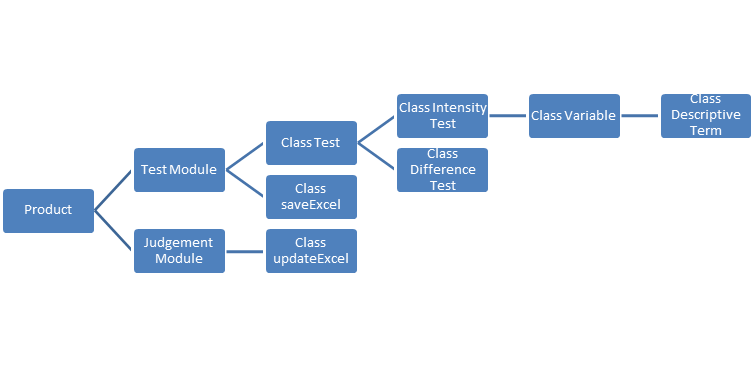 Product
Test Module
Judgement
Module
Class Test
Class
saveExcel
Class
updateExcel
Class Intensity
Test
Class
Difference
Test
Class Variable
Class
Descriptive
Term